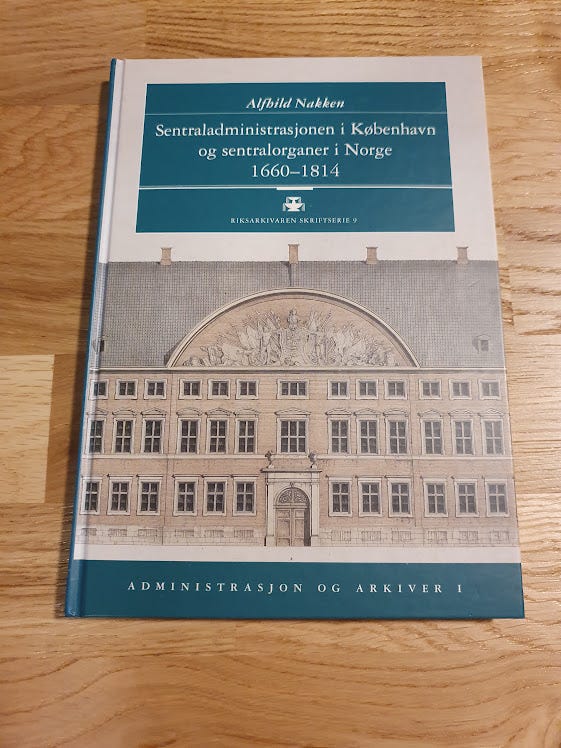 Alfhild Nakken
Sentraladministrasjonen i København
og sentralorganer i Norge
1660–1814
RIKSARKIVAREN SKRIFTSERIE 9
ADMINISTRASJON OG ARKIVER I